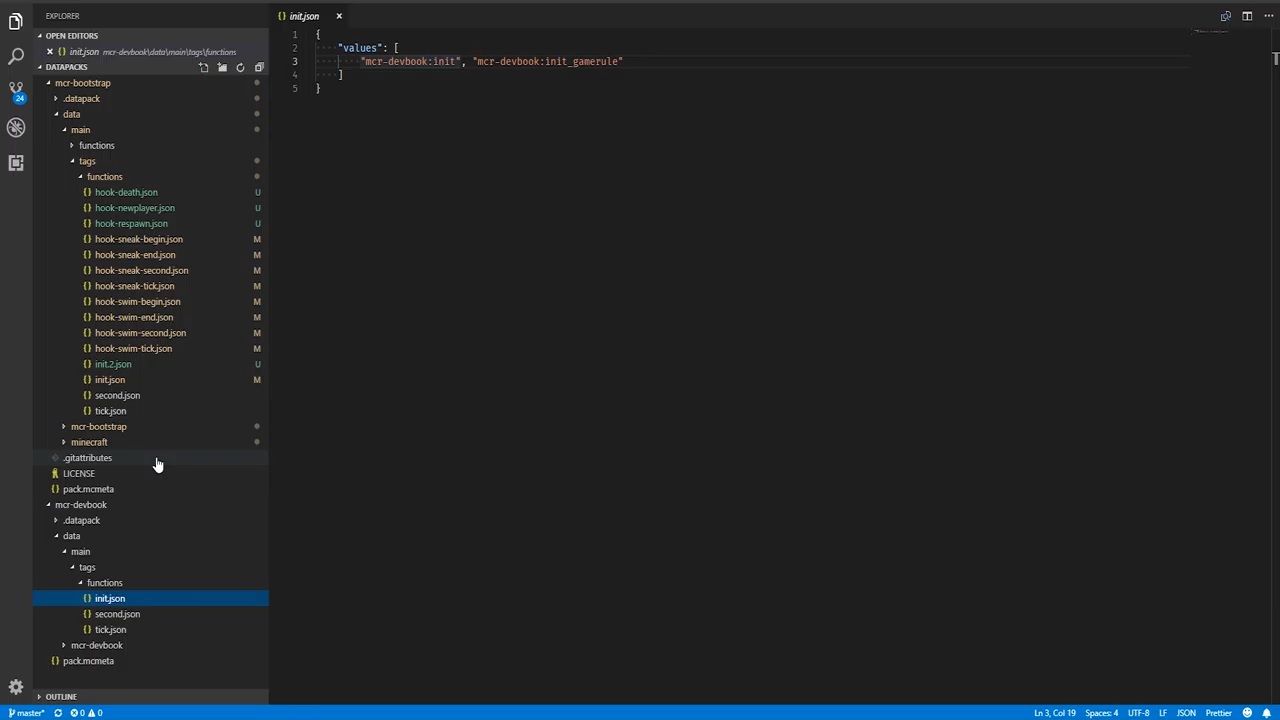 EXPLORER
OPEN EDITORS
init.json mcr-devbook\data\main\tags\functions
DATAPACKS
mcr-bootstrap
.datapack
data
main
functions
tags
functions
hook-death.json U
hook-newplayer.json U
hook-respawn.json U
hook-sneak-begin.json M
hook-sneak-end.json M
hook-sneak-second.json M
hook-sneak-tick.json M
hook-swim-begin.json M
hook-swim-end.json M
hook-swim-second.json M
hook-swim-tick.json M
init.2.json U
init.json M
second.json
tick.json
mcr-bootstrap
minecraft
.gitattributes
LICENSE
pack.mcmeta
mcr-devbook
.datapack
data
main
tags
functions
init.json
second.json
tick.json
mcr-devbook
pack.mcmeta
OUTLINE
24
init.json
1 {
2 "values": [
3 "mcr-devbook:init", "mcr-devbook:init_gamerule"
4 ]
5 }
master* 0 0 Ln 3, Col 19 Spaces: 4 UTF-8 LF JSON Prettier